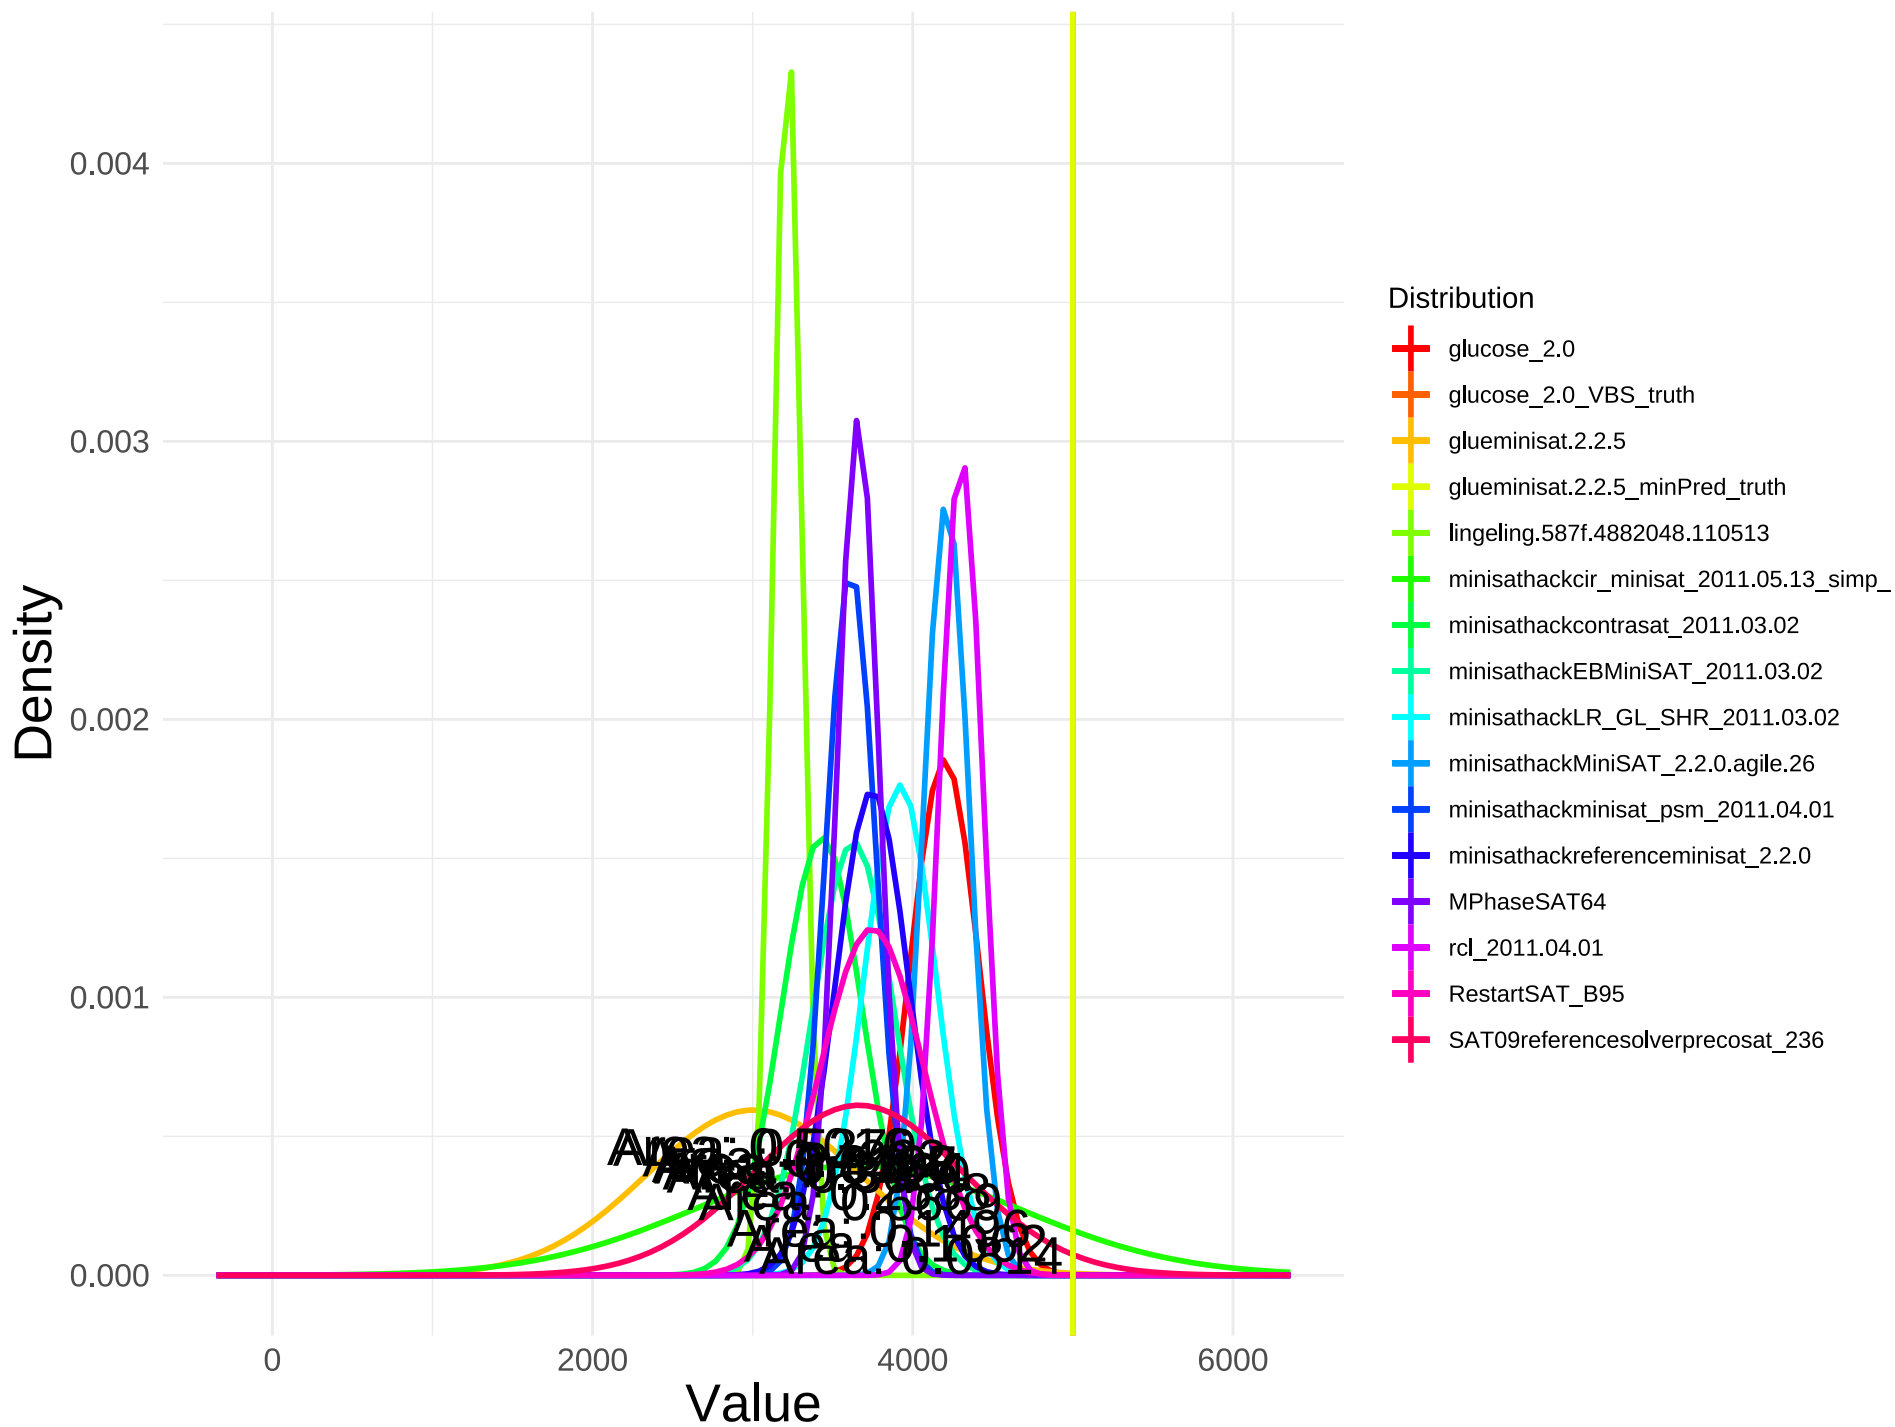 0.004
0.003
0.002
0.001
0.000
Density
0
2000
4000
6000
Value
Distribution
glucose_2.0
glucose_2.0_VBS_truth
glueminisat.2.2.5
glueminisat.2.2.5_minPred_truth
lingeling.587f.4882048.110513
minisathackcir_minisat_2011.05.13_simp_
minisathackcontrasat_2011.03.02
minisathackEBMiniSAT_2011.03.02
minisathackLR_GL_SHR_2011.03.02
minisathackMiniSAT_2.2.0.agile.26
minisathackminisat_psm_2011.04.01
minisathackreferenceminisat_2.2.0
MPhaseSAT64
rcl_2011.04.01
RestartSAT_B95
SAT09referencesolverprecosat_236
Area: